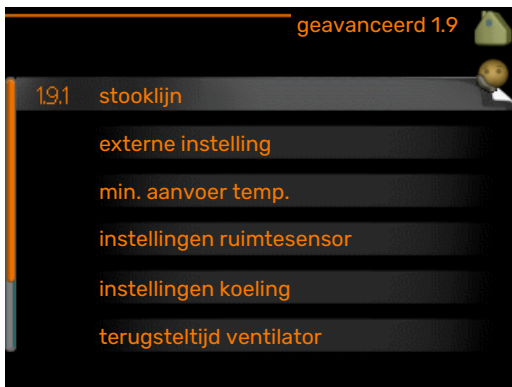 geavanceerd 1.9
1.9.1 stooklijn
externe instelling
min. aanvoer temp.
instellingen ruimtesensor
instellingen koeling
terugsteltijd ventilator